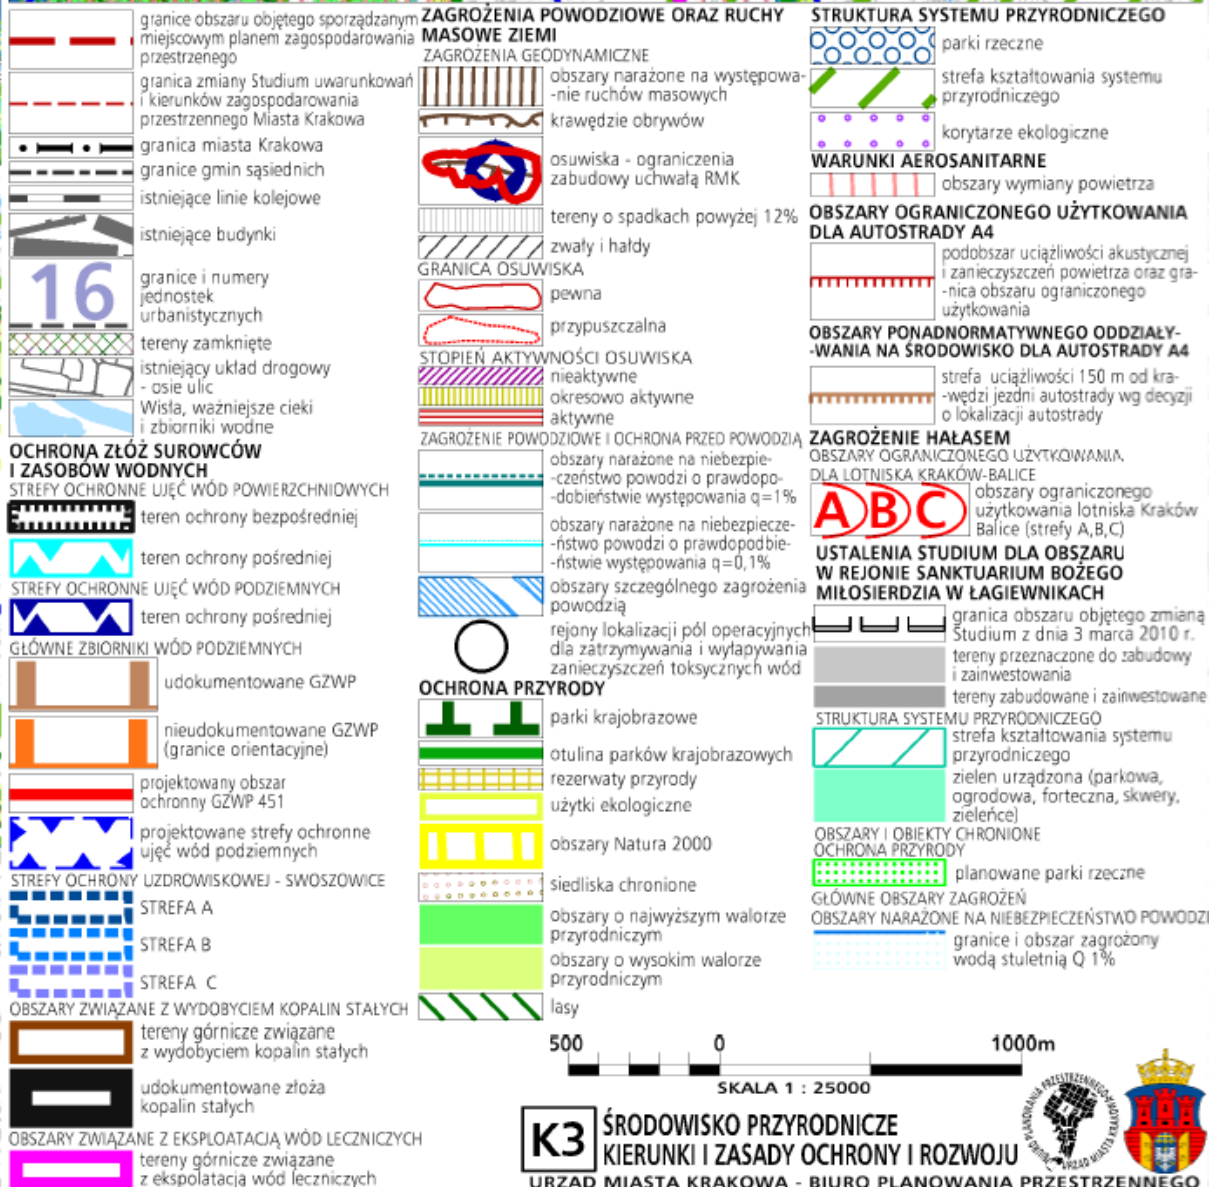 granice obszaru objętego sporządzanym
miejscowym planem zagospodarowania
przestrzenego
granica zmiany Studium uwarunkowań
i kierunków zagospodarowania
przestrzennego Miasta Krakowa
granica miasta Krakowa
granice gmin sąsiednich
istniejące linie kolejowe
istniejące budynki
16
granice i numery
jednostek
urbanistycznych
tereny zamknięte
istniejący układ drogowy
- osie ulic
Wisła, ważniejsze cieki
i zbiorniki wodne
OCHRONA ZŁÓŻ SUROWCÓW
I ZASOBÓW WODNYCH
STREFY OCHRONNE UJĘĆ WÓD POWIERZCHNIOWYCH
teren ochrony bezpośredniej
teren ochrony pośredniej
STREFY OCHRONNE UJĘĆ WÓD PODZIEMNYCH
teren ochrony pośredniej
GŁÓWNE ZBIORNIKI WÓD PODZIEMNYCH
udokumentowane GZWP
nieudokumentowane GZWP
(granice orientacyjne)
projektowany obszar
ochronny GZWP 451
projektowane strefy ochronne
ujęć wód podziemnych
STREFY OCHRONY UZDROWISKOWEJ - SWOSZOWICE
STREFA A
STREFA B
STREFA C
OBSZARY ZWIĄZANE Z WYDOBYCIEM KOPALIN STAŁYCH
tereny górnicze związane
z wydobyciem kopalin stałych
udokumentowane złoża
kopalin stałych
OBSZARY ZWIĄZANE Z EKSPLOATACJĄ WÓD LECZNICZYCH
tereny górnicze związane
z ekspolatacją wód leczniczych
ZAGROŻENIA POWODZIOWE ORAZ RUCHY
MASOWE ZIEMI
ZAGROŻENIA GEODYNAMICZNE
obszary narażone na występowa-
-nie ruchów masowych
krawędzie obrywów
osuwiska - ograniczenia
zabudowy uchwałą RMK
tereny o spadkach powyżej 12%
zwały i hałdy
GRANICA OSUWISKA
pewna
przypuszczalna
STOPIEŃ AKTYWNOŚCI OSUWISKA
nieaktywne
okresowo aktywne
aktywne
ZAGROŻENIE POWODZIOWE I OCHRONA PRZED POWODZIĄ
obszary narażone na niebezpie-
-czeństwo powodzi o prawdopo-
-dobieństwie występowania q=1%
obszary narażone na niebezpiecze-
-ństwo powodzi o prawdopodbie-
-ństwie występowania q=0,1%
obszary szczególnego zagrożenia
powodzią
rejony lokalizacji pól operacyjnych
dla zatrzymywania i wyłapywania
zanieczyszczeń toksycznych wód
OCHRONA PRZYRODY
parki krajobrazowe
otulina parków krajobrazowych
rezerwaty przyrody
użytki ekologiczne
obszary Natura 2000
siedliska chronione
obszary o najwyższym walorze
przyrodniczym
obszary o wysokim walorze
przyrodniczym
lasy
STRUKTURA SYSTEMU PRZYRODNICZEGO
parki rzeczne
strefa kształtowania systemu
przyrodniczego
korytarze ekologiczne
WARUNKI AEROSANITARNE
obszary wymiany powietrza
OBSZARY OGRANICZONEGO UŻYTKOWANIA
DLA AUTOSTRADY A4
podobszar uciążliwości akustycznej
i zanieczyszczeń powietrza oraz gra-
-nica obszaru ograniczonego
użytkowania
OBSZARY PONADNORMATYWNEGO ODDZIAŁY-
-WANIA NA ŚRODOWISKO DLA AUTOSTRADY A4
strefa uciążliwości 150 m od kra-
-wędzi jezdni autostrady wg decyzji
o lokalizacji autostrady
ZAGROŻENIE HAŁASEM
OBSZARY OGRANICZONEGO UŻYTKOWANIA
DLA LOTNISKA KRAKÓW-BALICE
A B C
obszary ograniczonego
użytkowania lotniska Kraków
Balice (strefy A,B,C)
USTALENIA STUDIUM DLA OBSZARU
W REJONIE SANKTUARIUM BOŻEGO
MIŁOSIERDZIA W ŁAGIEWNIKACH
granica obszaru objętego zmianą
Studium z dnia 3 marca 2010 r.
tereny przeznaczone do zabudowy
i zainwestowania
tereny zabudowane i zainwestowane
STRUKTURA SYSTEMU PRZYRODNICZEGO
strefa kształtowania systemu
przyrodniczego
zielen urządzona (parkowa,
ogrodowa, forteczna, skwery,
zieleńce)
OBSZARY I OBIEKTY CHRONIONE
OCHRONA PRZYRODY
planowane parki rzeczne
GŁÓWNE OBSZARY ZAGROŻEŃ
OBSZARY NARAŻONE NA NIEBEZPIECZEŃSTWO POWODZI
granice i obszar zagrożony
wodą stuletnią Q 1%
500 0 1000m
SKALA 1 : 25000
K3
ŚRODOWISKO PRZYRODNICZE
KIERUNKI I ZASADY OCHRONY I ROZWOJU
URZĄD MIASTA KRAKOWA - BIURO PLANOWANIA PRZESTRZENNEGO